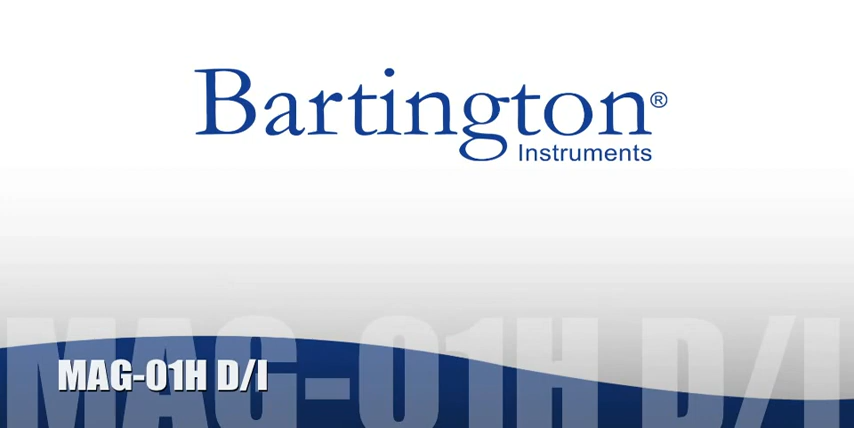 Bartington®
Instruments
MAG-01H D/I
MAG-01H D/I